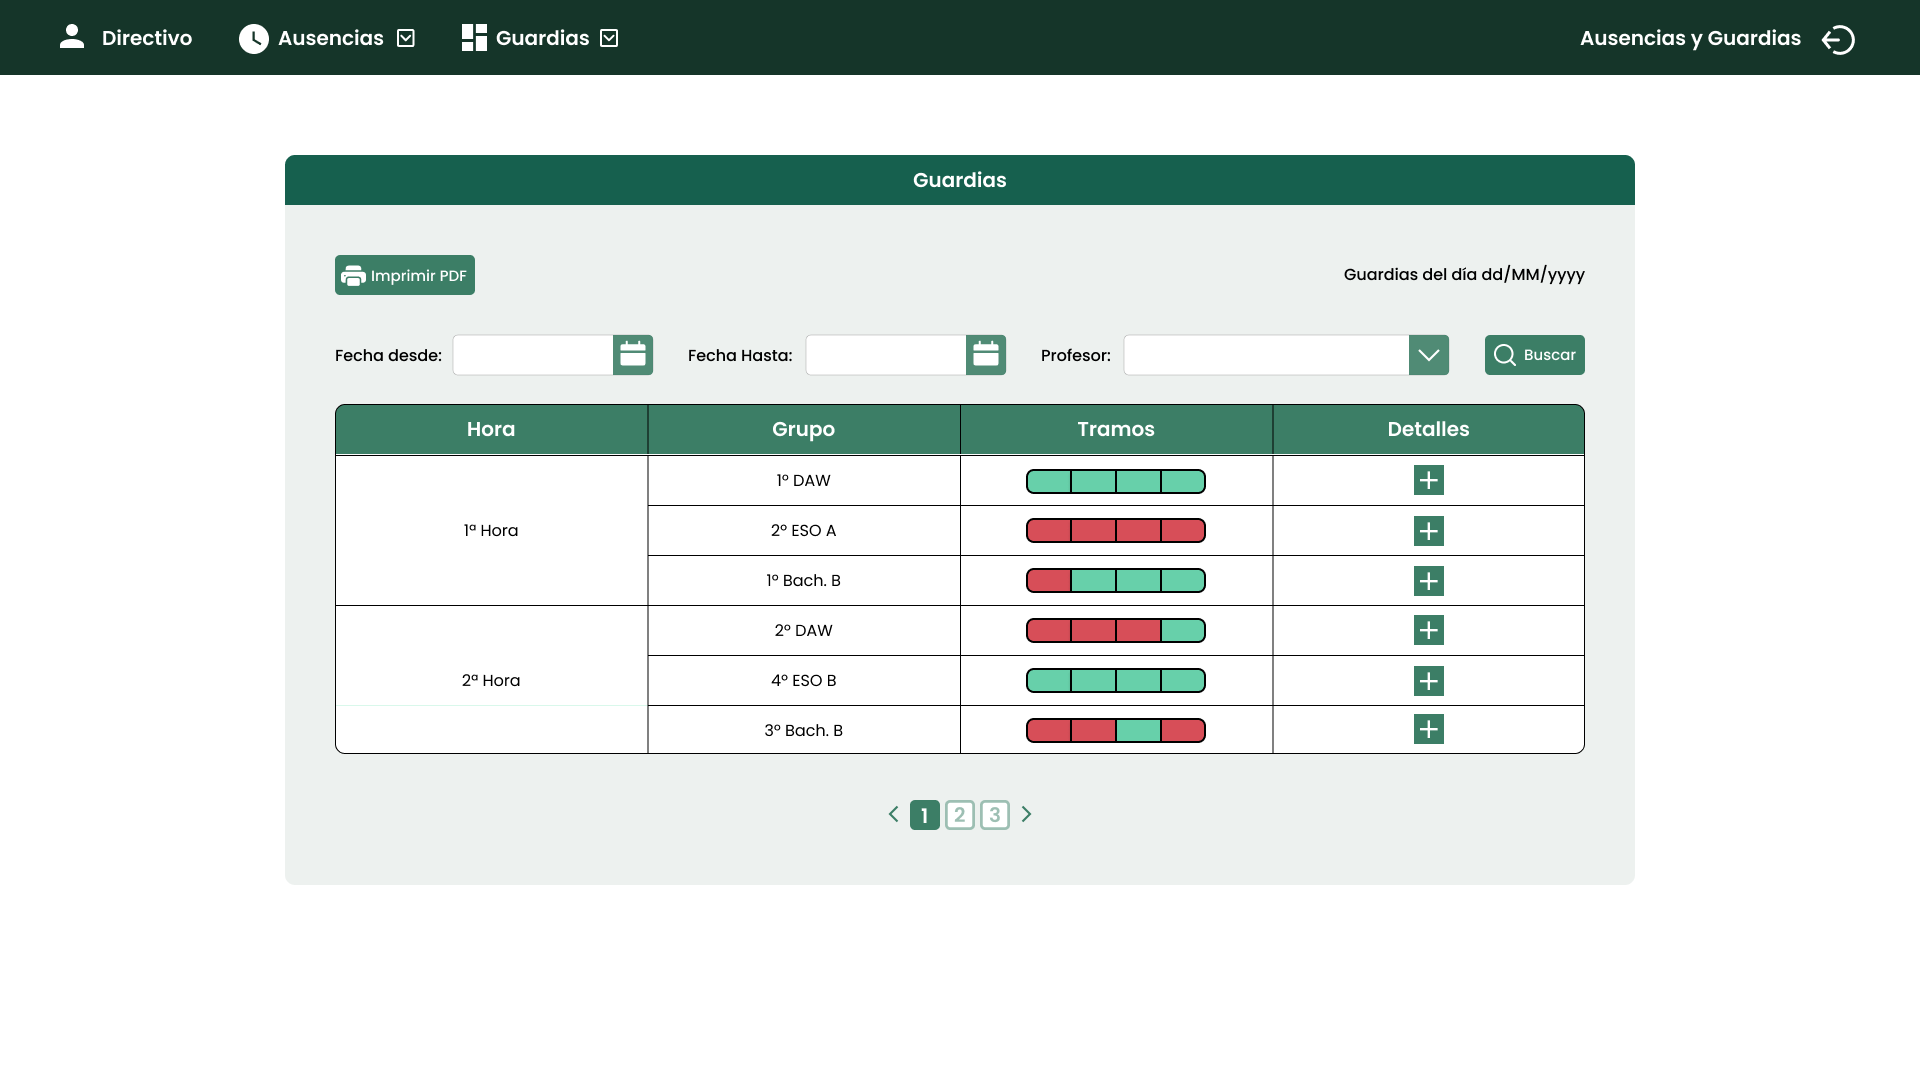 Directivo
Ausencias
Guardias
Ausencias y Guardias
Guardias
Imprimir PDF
Guardias del día dd/MM/yyyy
Fecha desde:
Fecha Hasta:
Profesor:
Buscar
Hora
Grupo
Tramos
Detalles
1ª Hora
1º DAW
2º ESO A
1º Bach. B
2ª Hora
2º DAW
4º ESO B
3º Bach. B
1
2
3